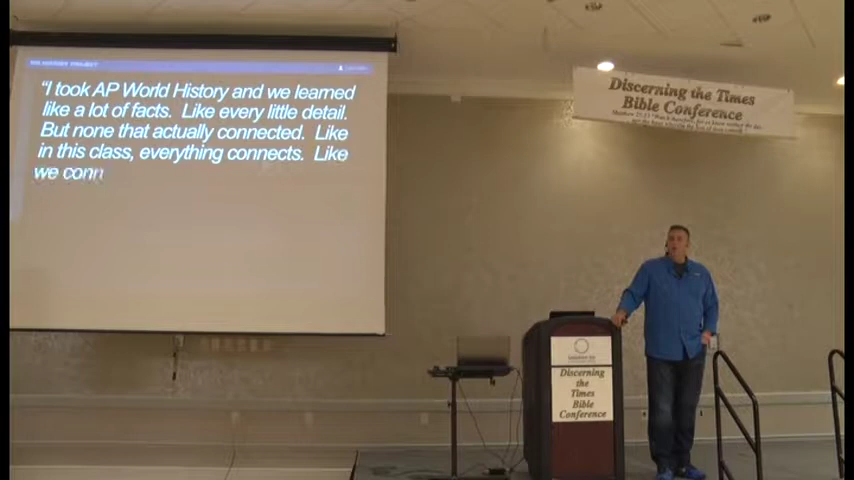 "I took AP World History and we learned
like a lot of facts. Like every little detail.
But none that actually connected. Like
in this class, everything connects. Like
we conn
Discerning the Times
Bible Conference
Discerning
the
Times
Bible
Conference